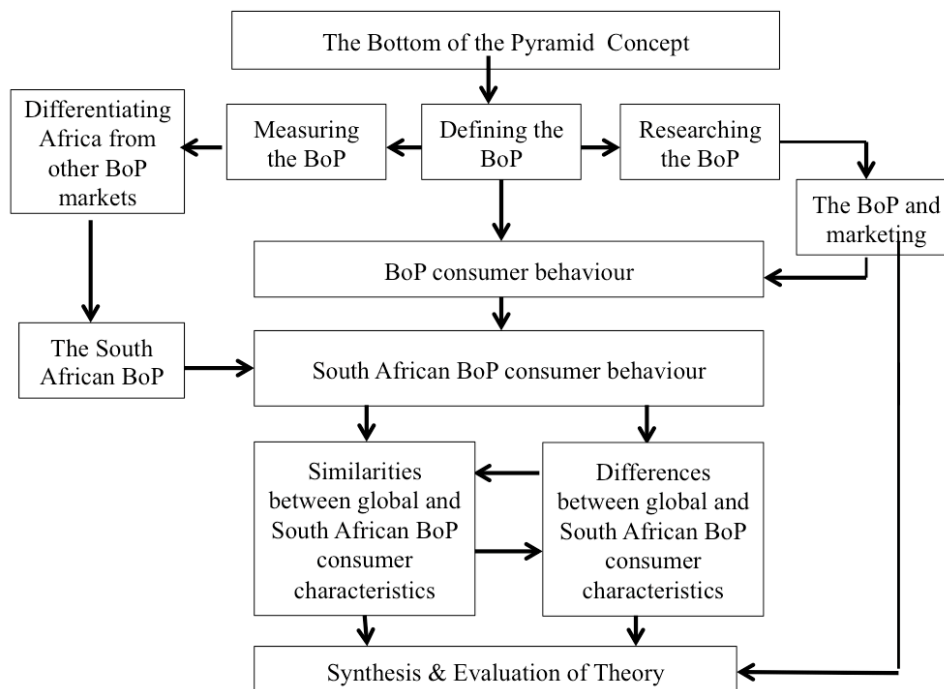 The Bottom of the Pyramid Concept
Differentiating
Africa from
other BoP
markets
Measuring
the BoP
Defining the
BoP
Researching
the BoP
The BoP and
marketing
BoP consumer behaviour
The South
African BoP
South African BoP consumer behaviour
Similarities
between global and
South African BoP
consumer
characteristics
Differences
between global and
South African BoP
consumer
characteristics
Synthesis & Evaluation of Theory